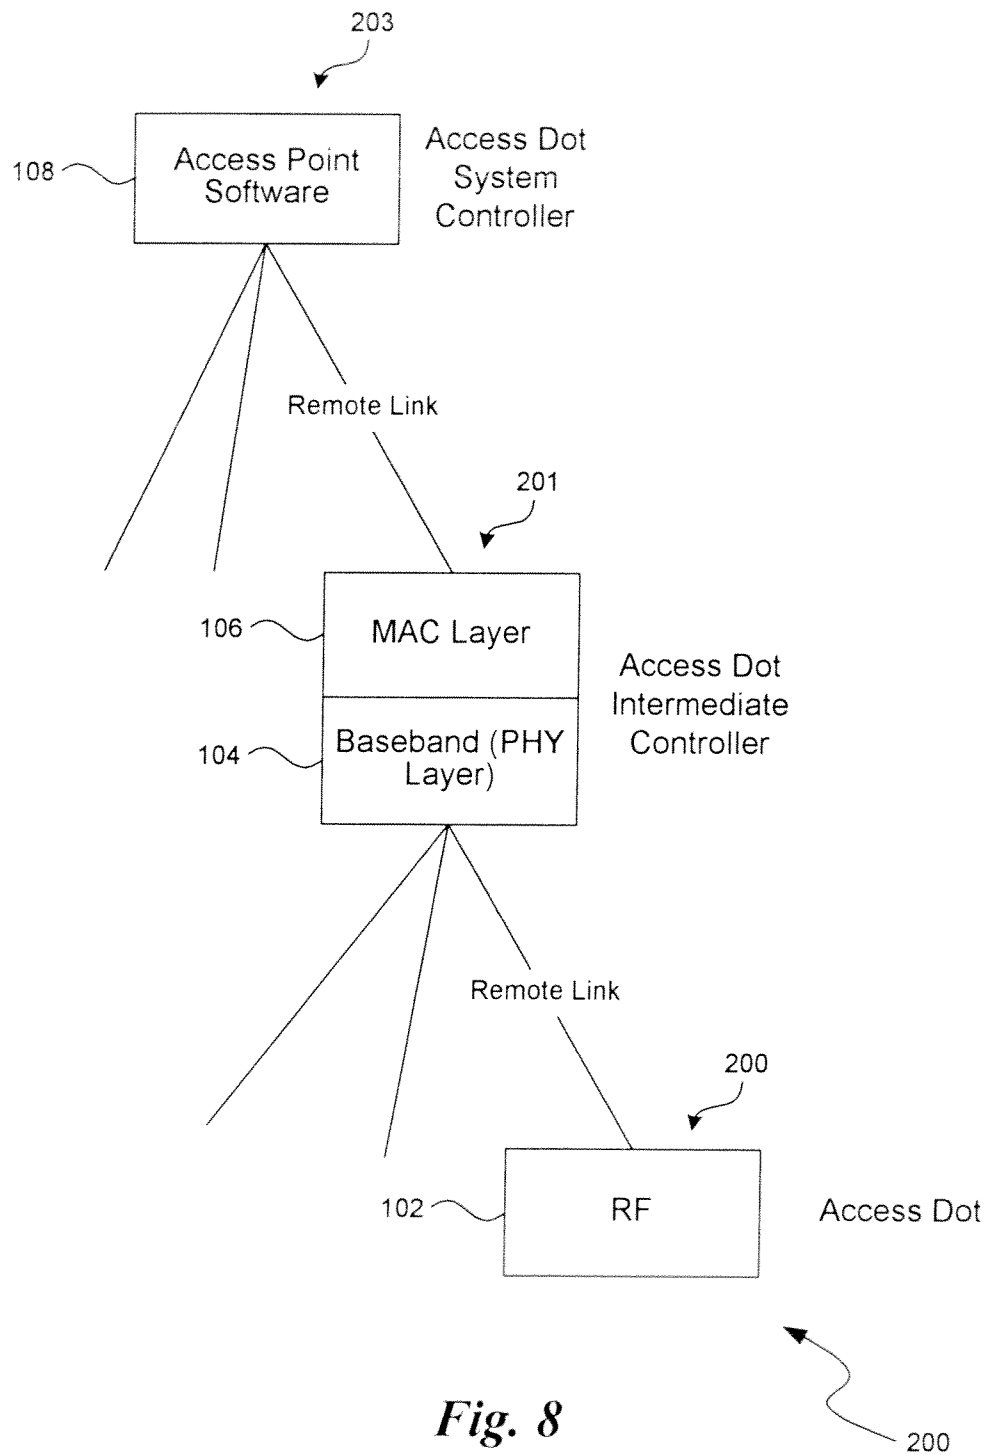 203
108
Access Point
Software
Access Dot
System
Controller
Remote Link
201
106
MAC Layer
104
Baseband (PHY
Layer)
Access Dot
Intermediate
Controller
Remote Link
200
102
RF
Access Dot
Fig. 8
200